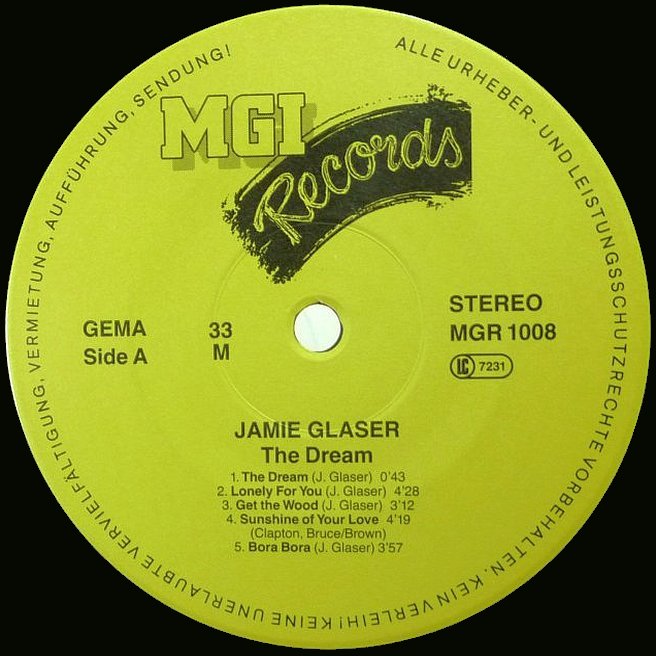 ALLE URHEBER- UND LEISTUNGSSCHUTZRECHTE VORBEHALTEN. KEIN VERLEIH! KEINE UNERLAUBTE VERVIELFÄLTIGUNG, VERMIETUNG, AUFFÜHRUNG, SENDUNG!
MGI
Records
GEMA
Side A
33
M
STEREO
MGR 1008
LC 7231
JAMiE GLASER
The Dream
1. The Dream (J. Glaser) 0'43
2. Lonely For You (J. Glaser) 4'28
3. Get the Wood (J. Glaser) 3'12
4. Sunshine of Your Love 4'19
(Clapton, Bruce/Brown)
5. Bora Bora (J. Glaser) 3'57